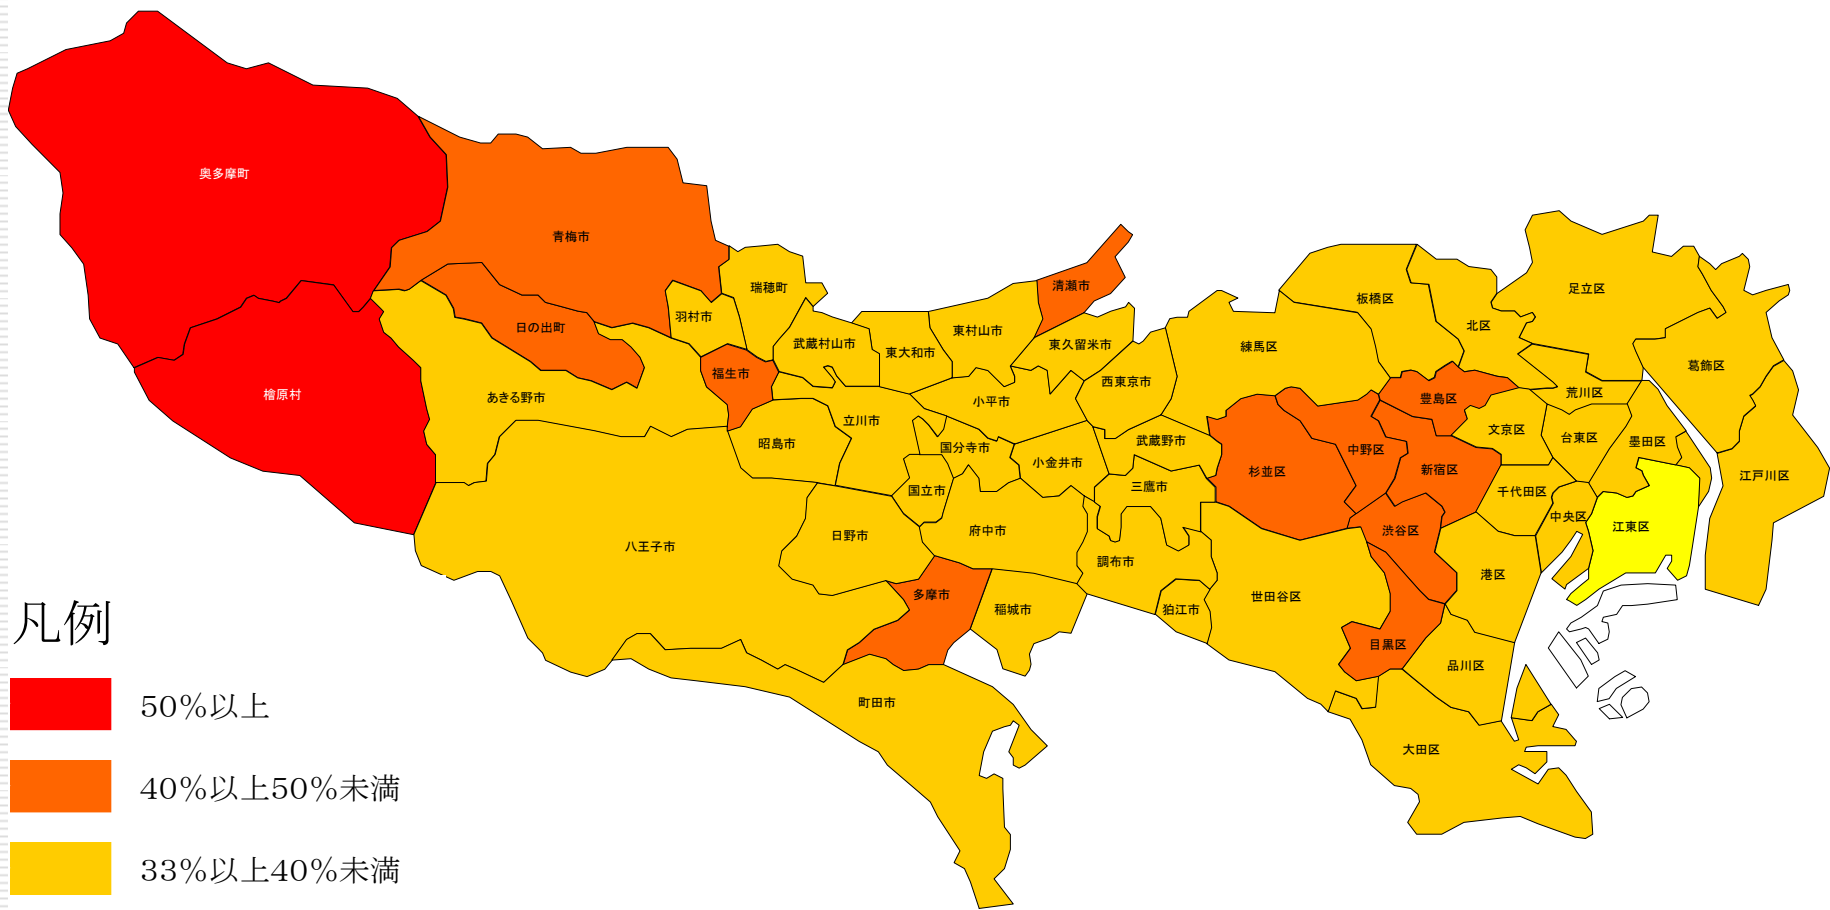 奥多摩町
青梅市
瑞穂町
清瀬市
板橋区
足立区
日の出町
羽村市
武蔵村山市
東大和市
東村山市
東久留米市
練馬区
北区
葛飾区
檜原村
あきる野市
福生市
西東京市
豊島区
荒川区
昭島市
立川市
小平市
国分寺市
小金井市
武蔵野市
杉並区
中野区
新宿区
文京区
台東区
墨田区
江戸川区
国立市
三鷹市
千代田区
中央区
江東区
八王子市
日野市
府中市
調布市
渋谷区
港区
多摩市
稲城市
狛江市
世田谷区
目黒区
品川区
町田市
大田区
凡例
50%以上
40%以上50%未満
33%以上40%未満